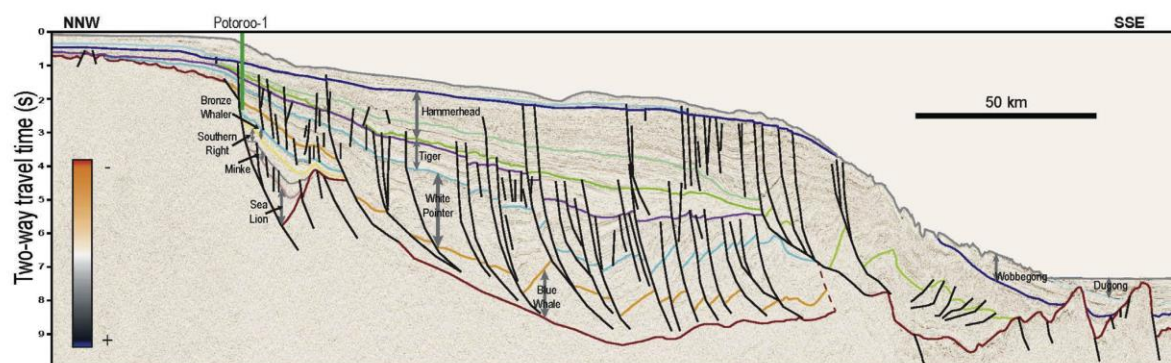 NNW
Potoroo-1
SSE
Two-way travel time (s)
0
1
2
3
4
5
6
7
8
9
50 km
Bronze
Whaler
Southern
Right
Minke
Sea
Lion
Hammerhead
Tiger
White
Pointer
Blue
Whale
Wobbegong
Dugong
-
+